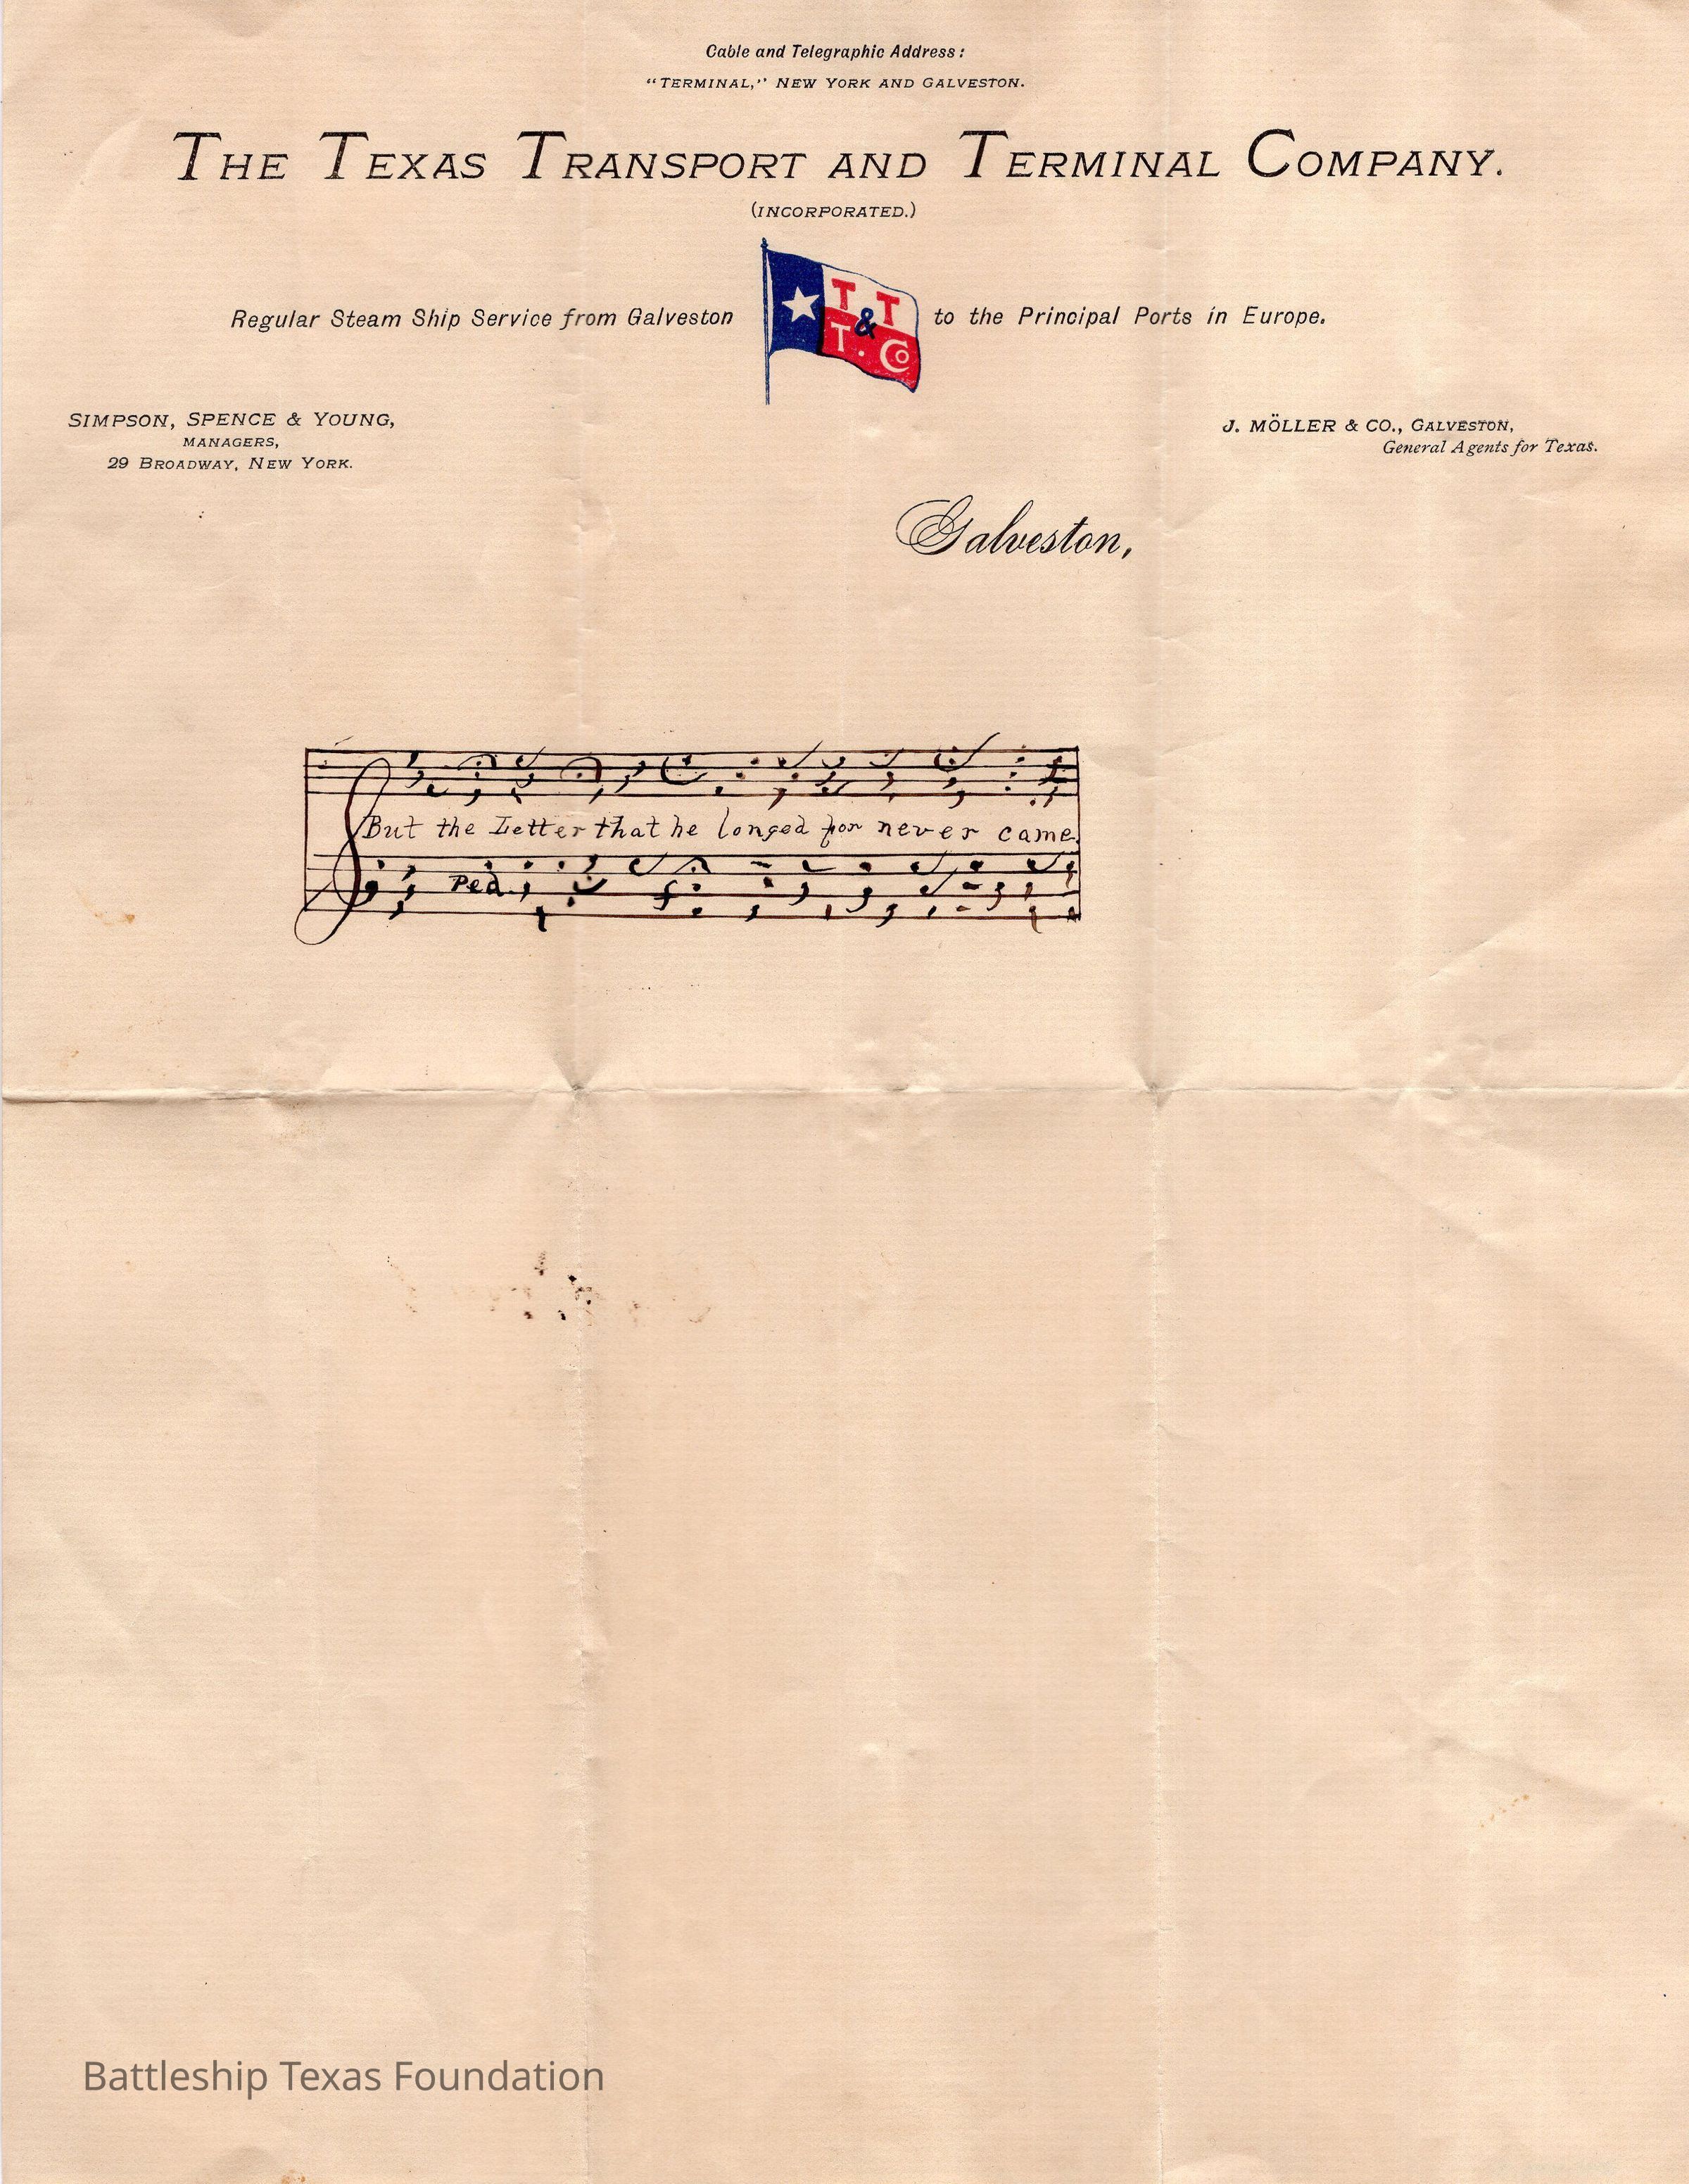 Cable and Telegraphic Address:
"TERMINAL," NEW YORK AND GALVESTON.
THE TEXAS TRANSPORT AND TERMINAL COMPANY.
(INCORPORATED.)
Regular Steam Ship Service from Galveston T T & T. Co to the Principal Ports in Europe.
SIMPSON, SPENCE & YOUNG,
MANAGERS,
29 BROADWAY, NEW YORK.
J. MÖLLER & CO., GALVESTON,
General Agents for Texas.
Galveston,
But the Letter that he longed for never came.
Ped.
Battleship Texas Foundation